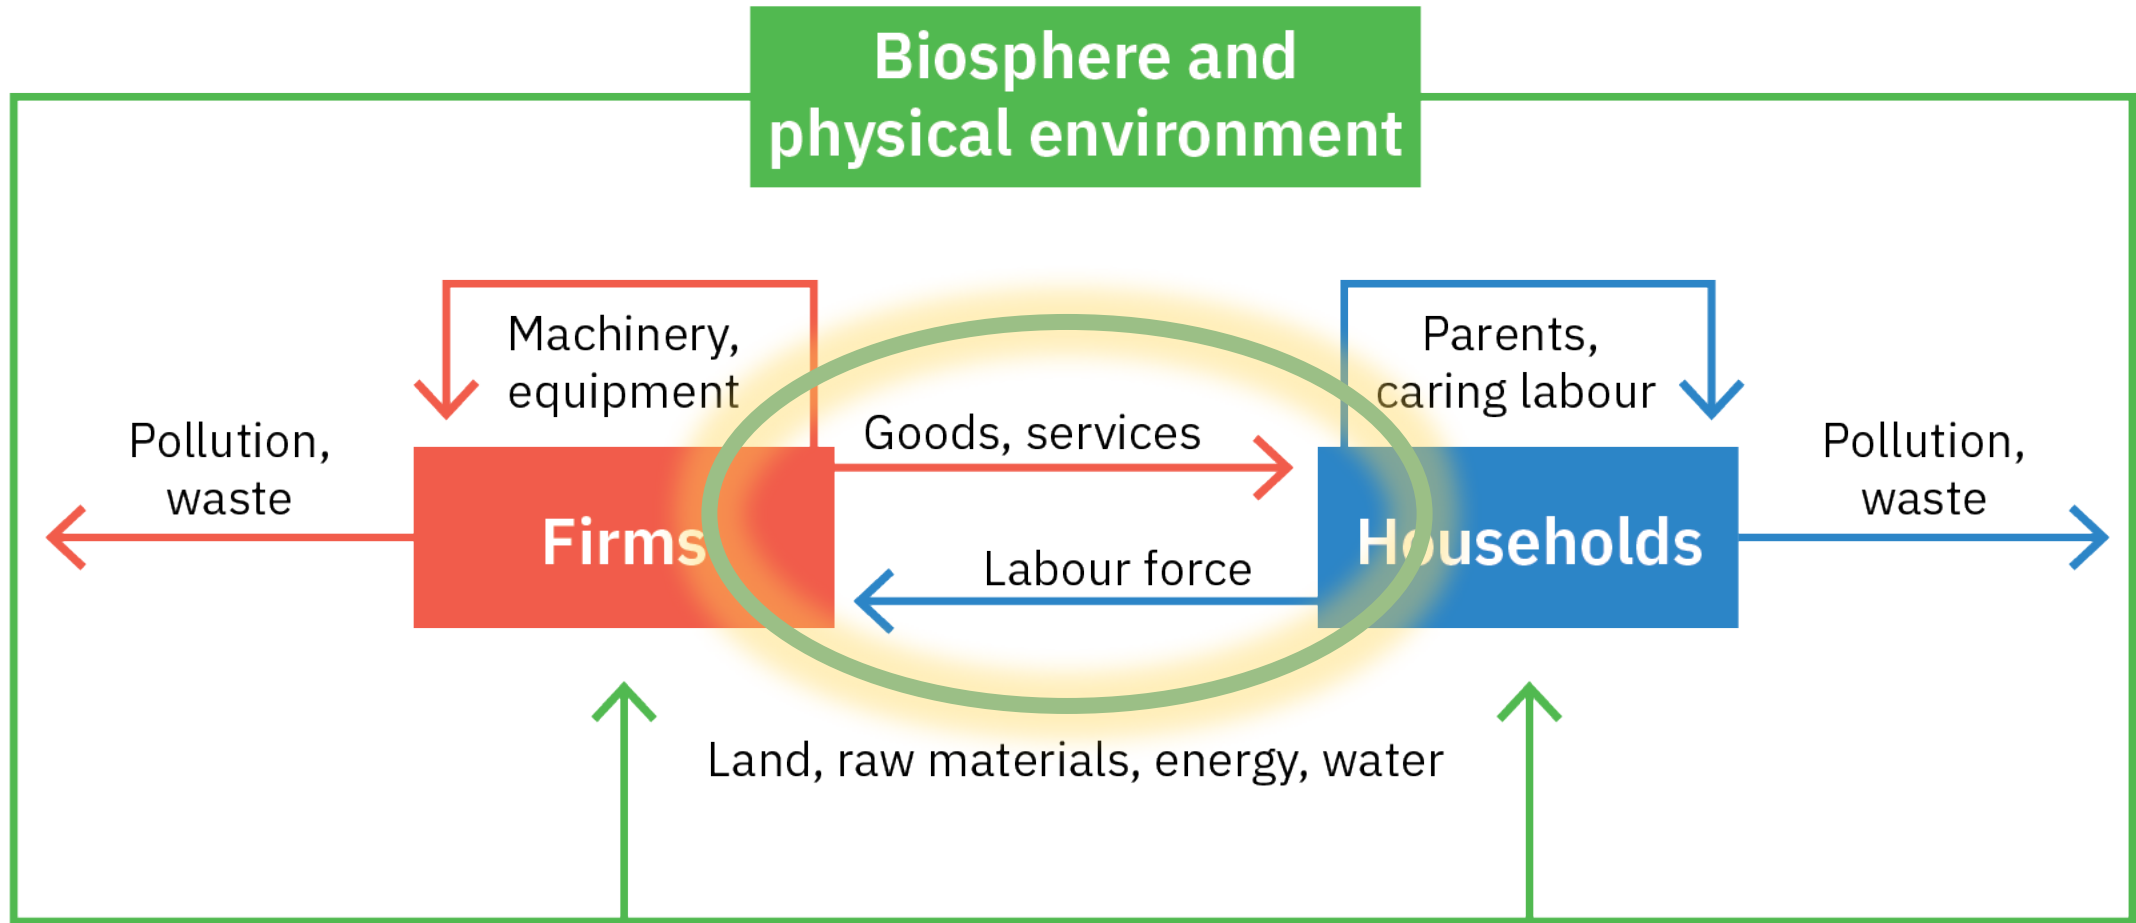 Biosphere and
physical environment
Machinery,
equipment
Parents,
caring labour
Pollution,
waste
Goods, services
Pollution,
waste
Firms
Households
Labour force
Land, raw materials, energy, water